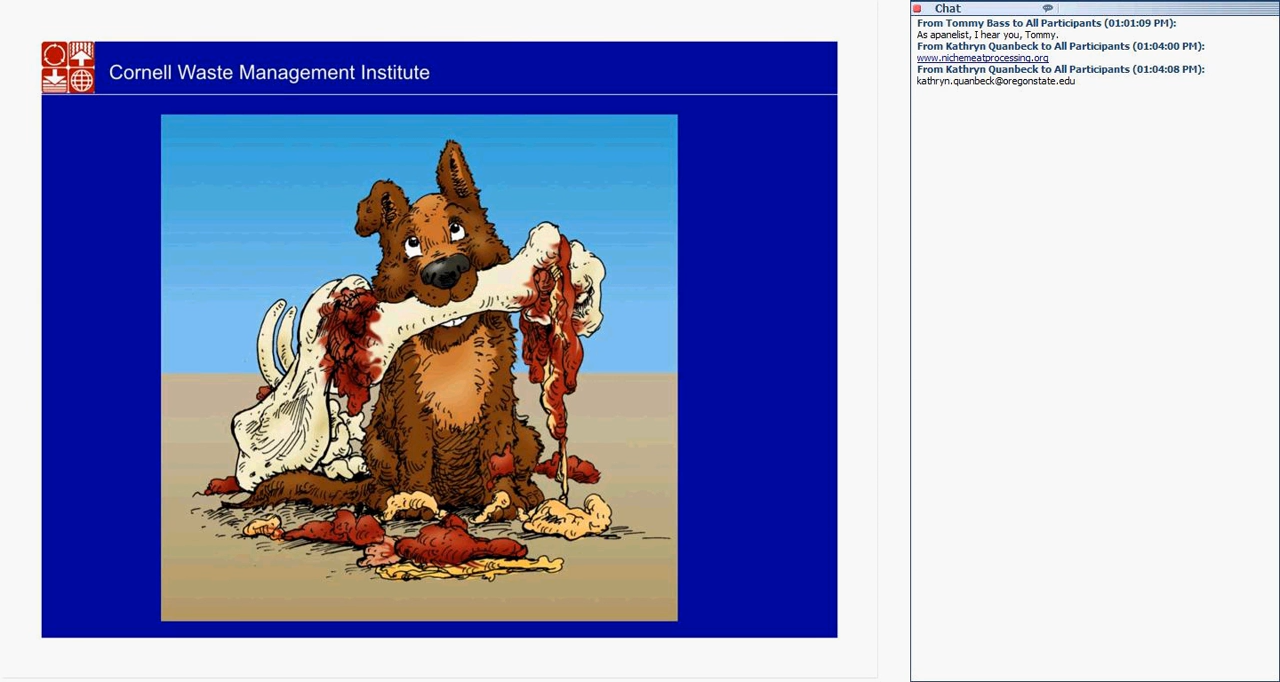 Cornell Waste Management Institute
Chat
From Tommy Bass to All Participants (01:01:09 PM):
As apanelist, I hear you, Tommy.
From Kathryn Quanbeck to All Participants (01:04:00 PM):
www.nichemeatprocessing.org
From Kathryn Quanbeck to All Participants (01:04:08 PM):
kathryn.quanbeck@oregonstate.edu